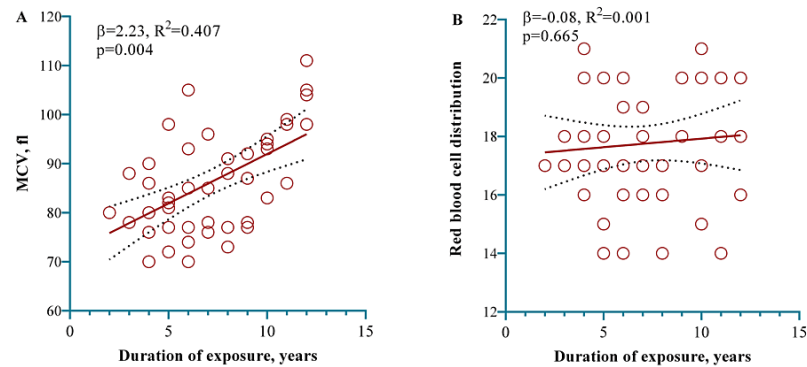 A
β=2.23, R²=0.407
p=0.004
120
110
100
90
80
70
60
0
5
10
15
MCV, fl
Duration of exposure, years
B
β=-0.08, R²=0.001
p=0.665
22
20
18
16
14
12
0
5
10
15
Red blood cell distribution
Duration of exposure, years